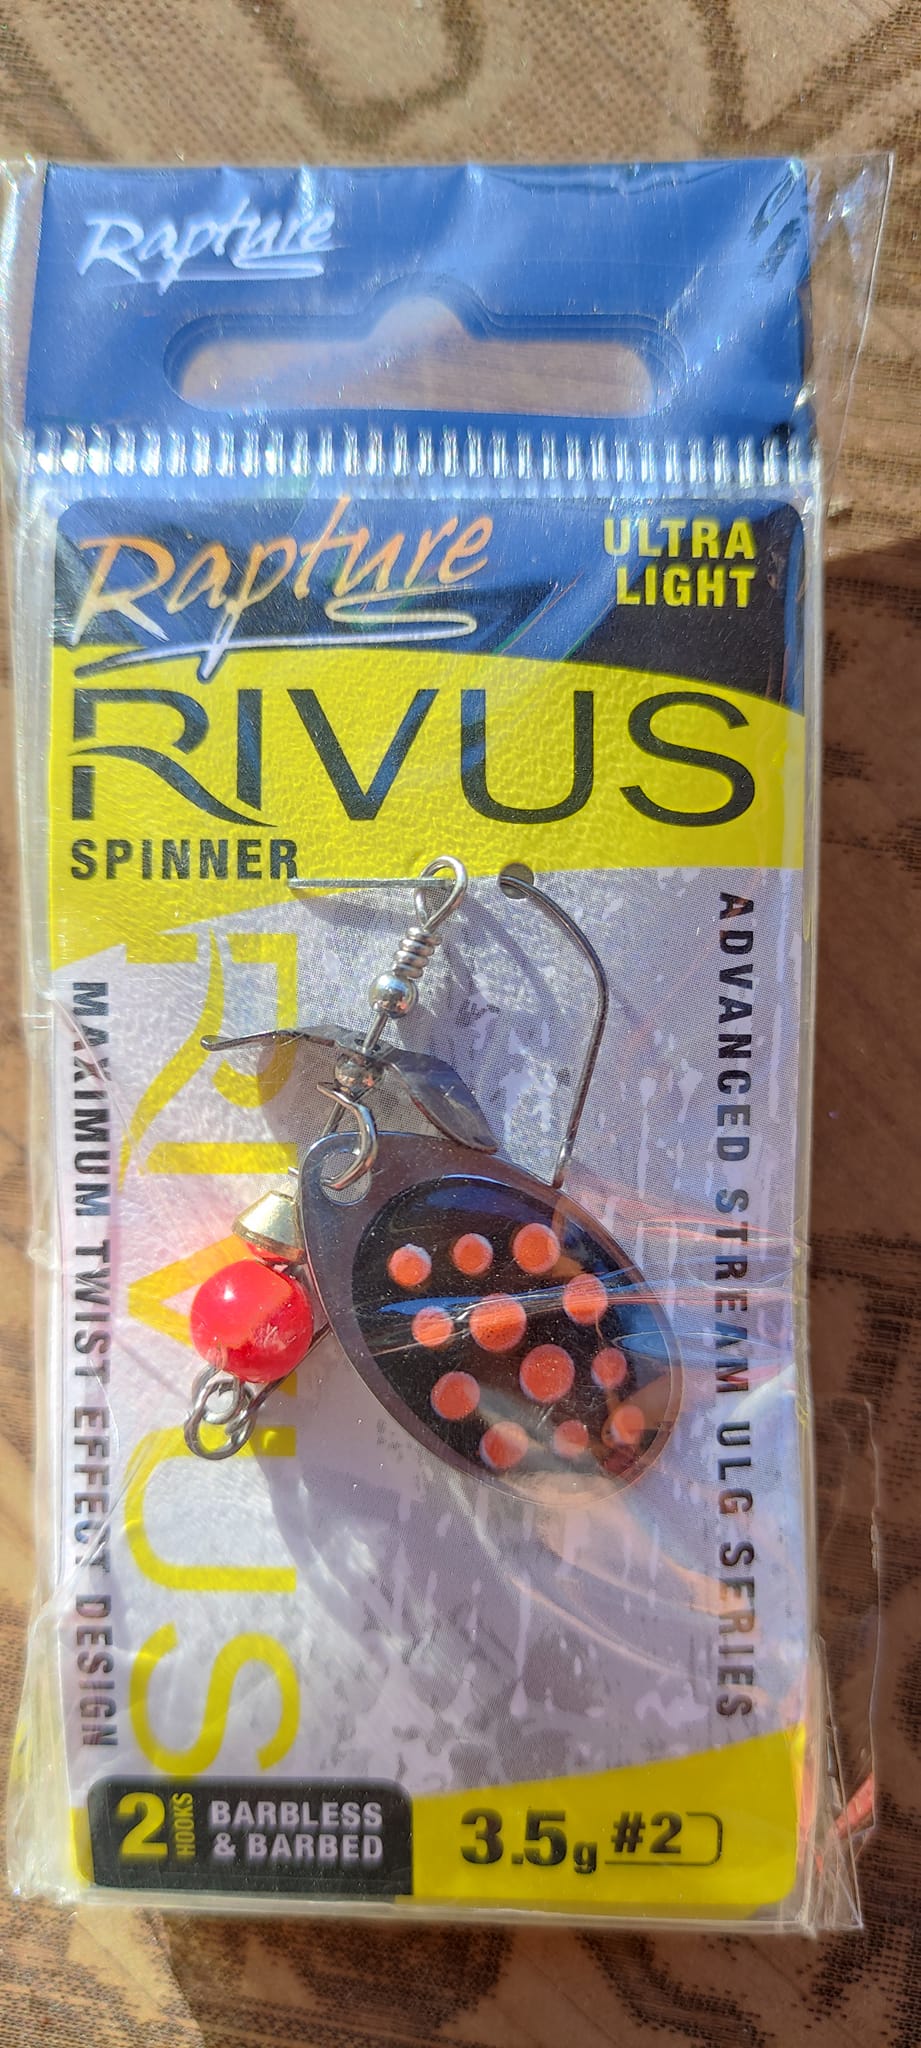 Rapture
Rapture
ULTRA
LIGHT
RIVUS
SPINNER
ADVANCED STREAM ULG SERIES
MAXIMUM TWIST EFFECT DESIGN
RIVUS
2 HOOKS
BARBLESS
& BARBED
3.5g #2